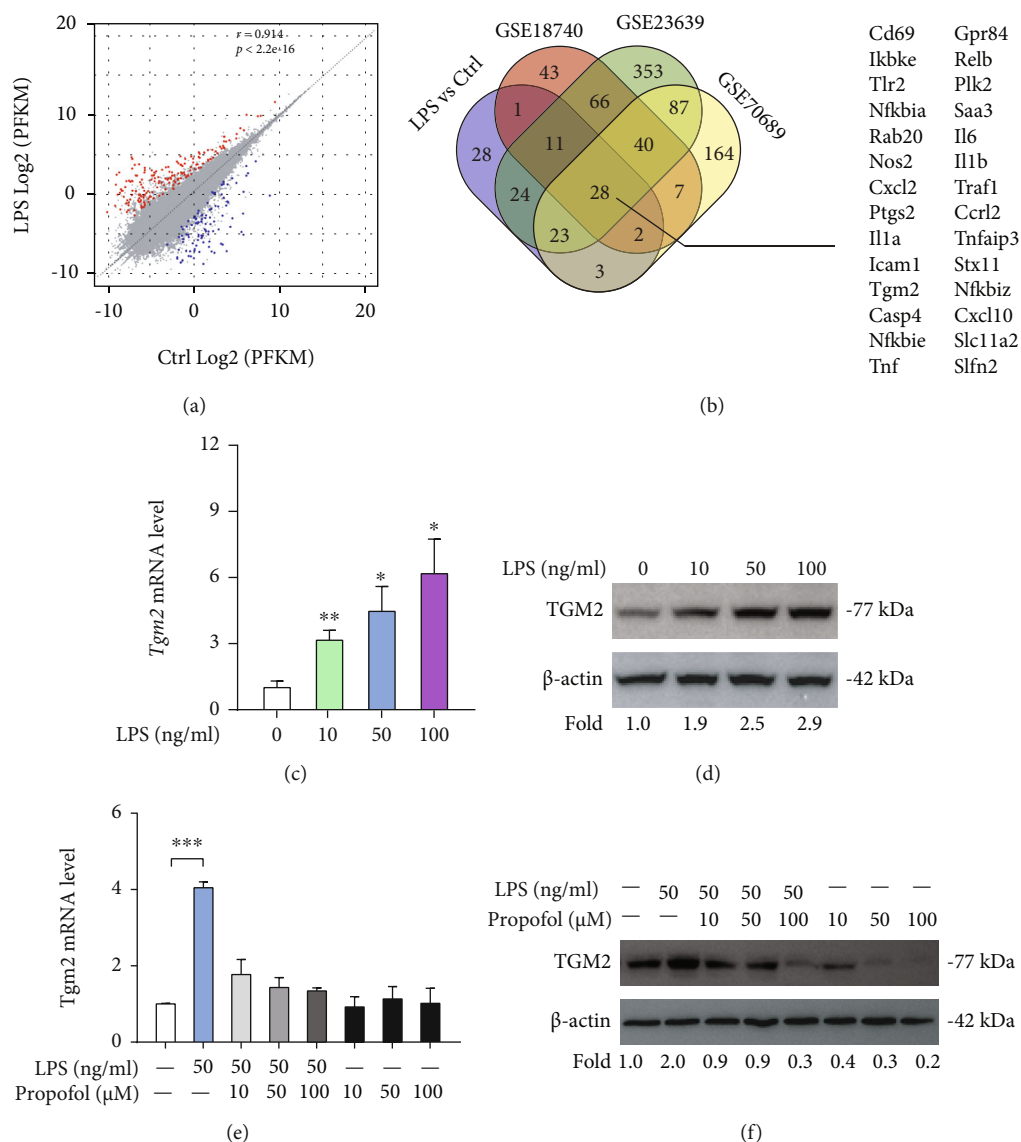 20
10
0
-10
LPS Log2 (PFKM)
r = 0.914
p < 2.2e-16
-10 0 10 20
Ctrl Log2 (PFKM)
(a)
LPS vs Ctrl
GSE18740
GSE23639
GSE70689
43 353
1 66 87
28 11 40 164
24 28 7
23 2
3
Cd69 Gpr84
Ikbke Relb
Tlr2 Plk2
Nfkbia Saa3
Rab20 Il6
Nos2 Il1b
Cxcl2 Traf1
Ptgs2 Ccrl2
Il1a Tnfaip3
Icam1 Stx11
Tgm2 Nfkbiz
Casp4 Cxcl10
Nfkbie Slc11a2
Tnf Slfn2
(b)
12
9
6
3
0
Tgm2 mRNA level
** * *
LPS (ng/ml) 0 10 50 100
(c)
LPS (ng/ml) 0 10 50 100
TGM2 -77 kDa
β-actin -42 kDa
Fold 1.0 1.9 2.5 2.9
(d)
6
4
2
0
Tgm2 mRNA level
***
LPS (ng/ml) — 50 50 50 50 — — —
Propofol (μM) — — 10 50 100 10 50 100
(e)
LPS (ng/ml) — 50 50 50 50 — — —
Propofol (μM) — — 10 50 100 10 50 100
TGM2 -77 kDa
β-actin -42 kDa
Fold 1.0 2.0 0.9 0.9 0.3 0.4 0.3 0.2
(f)